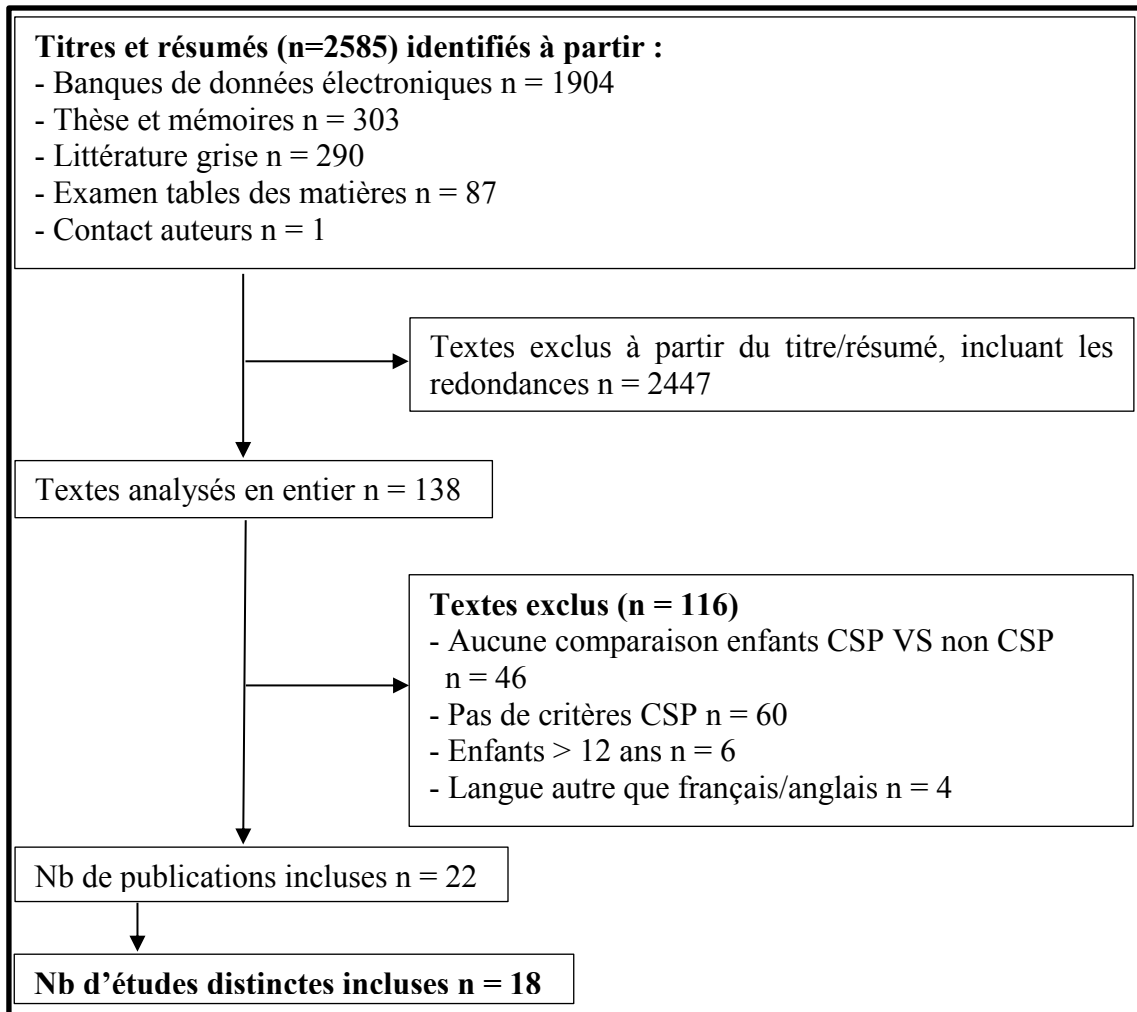 Titres et résumés (n=2585) identifiés à partir :
- Banques de données électroniques n = 1904
- Thèse et mémoires n = 303
- Littérature grise n = 290
- Examen tables des matières n = 87
- Contact auteurs n = 1
Textes exclus à partir du titre/résumé, incluant les
redondances n = 2447
Textes analysés en entier n = 138
Textes exclus (n = 116)
- Aucune comparaison enfants CSP VS non CSP
n = 46
- Pas de critères CSP n = 60
- Enfants > 12 ans n = 6
- Langue autre que français/anglais n = 4
Nb de publications incluses n = 22
Nb d’études distinctes incluses n = 18